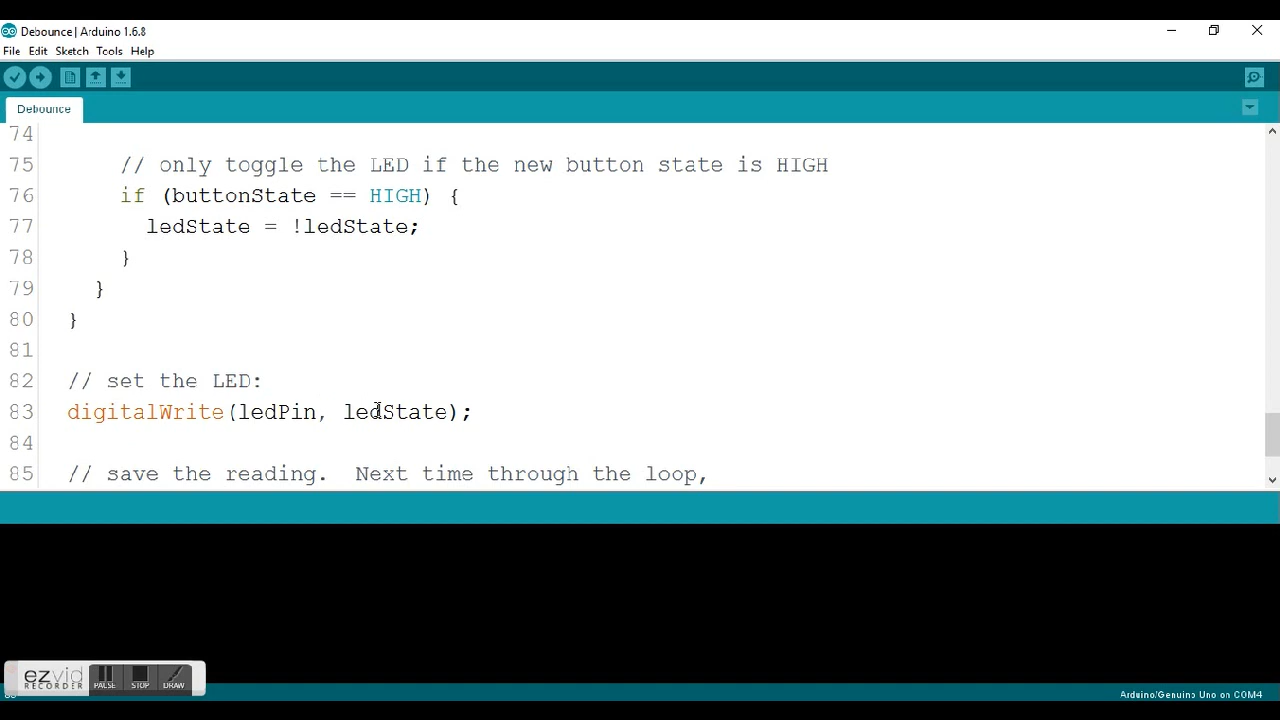 Debounce | Arduino 1.6.8
File Edit Sketch Tools Help
Debounce
74
75 // only toggle the LED if the new button state is HIGH
76 if (buttonState == HIGH) {
77 ledState = !ledState;
78 }
79 }
80 }
81
82 // set the LED:
83 digitalWrite(ledPin, ledState);
84
85 // save the reading.  Next time through the loop,
ezvid
RECORDER
PAUSE STOP DRAW
Arduino/Genuino Uno on COM4